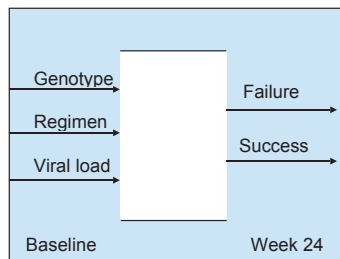 Genotype
Regimen
Viral load
Failure
Success
Baseline
Week 24